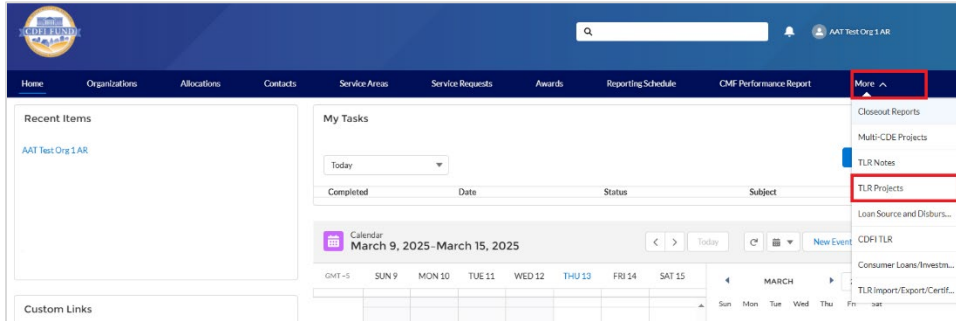 CDFI FUND
AAT Test Org 1 AR
Home Organizations Allocations Contacts Service Areas Service Requests Awards Reporting Schedule CMF Performance Report More
Recent Items
AAT Test Org 1 AR
Custom Links
My Tasks
Today
Completed Date Status Subject
Calendar
March 9, 2025–March 15, 2025
Today
New Event
GMT -5 SUN 9 MON 10 TUE 11 WED 12 THU 13 FRI 14 SAT 15
MARCH
Sun Mon Tue Wed Thu Fri Sat
Closeout Reports
Multi-CDE Projects
TLR Notes
TLR Projects
Loan Source and Disburs...
CDFI TLR
Consumer Loans/Investm...
TLR Import/Export/Certif...